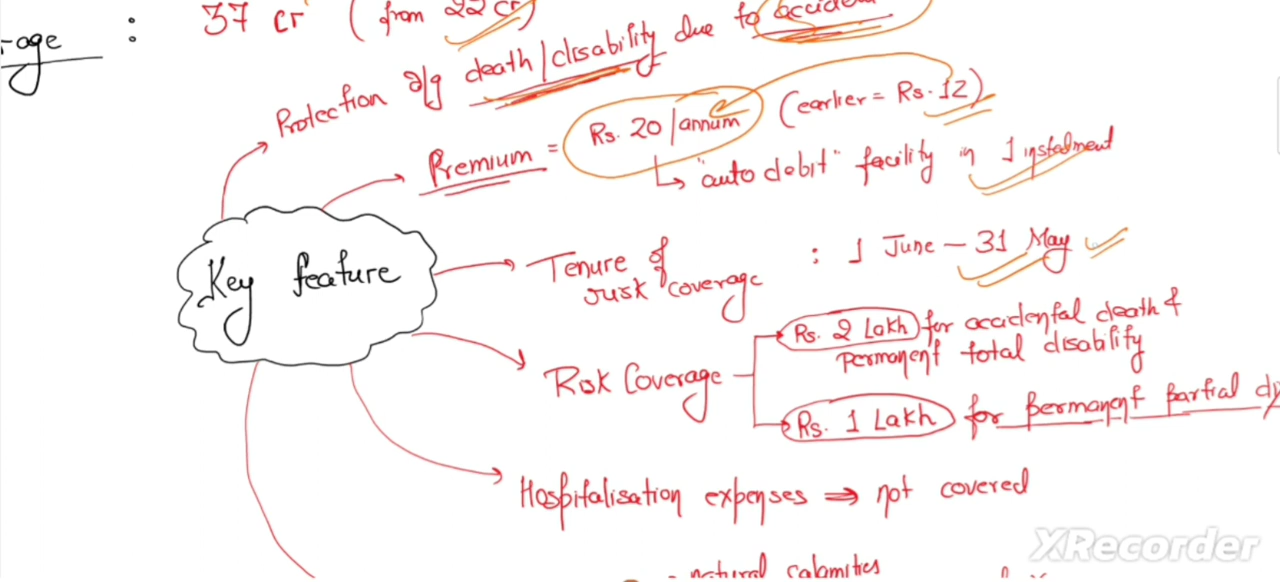 : 37 cr (from 22 cr)
rage
Protection a/g death/disability due to accident
Premium = Rs. 20/annum (earlier = Rs. 12)
↳ "auto debit" facility in 1 instalment
Key feature
Tenure of risk coverage : 1 June – 31 May
Risk Coverage
Rs. 2 Lakh for accidental death &
permanent total disability
Rs. 1 Lakh for permanent partial
Hospitalisation expenses ⇒ not covered
natural calamities
XRecorder